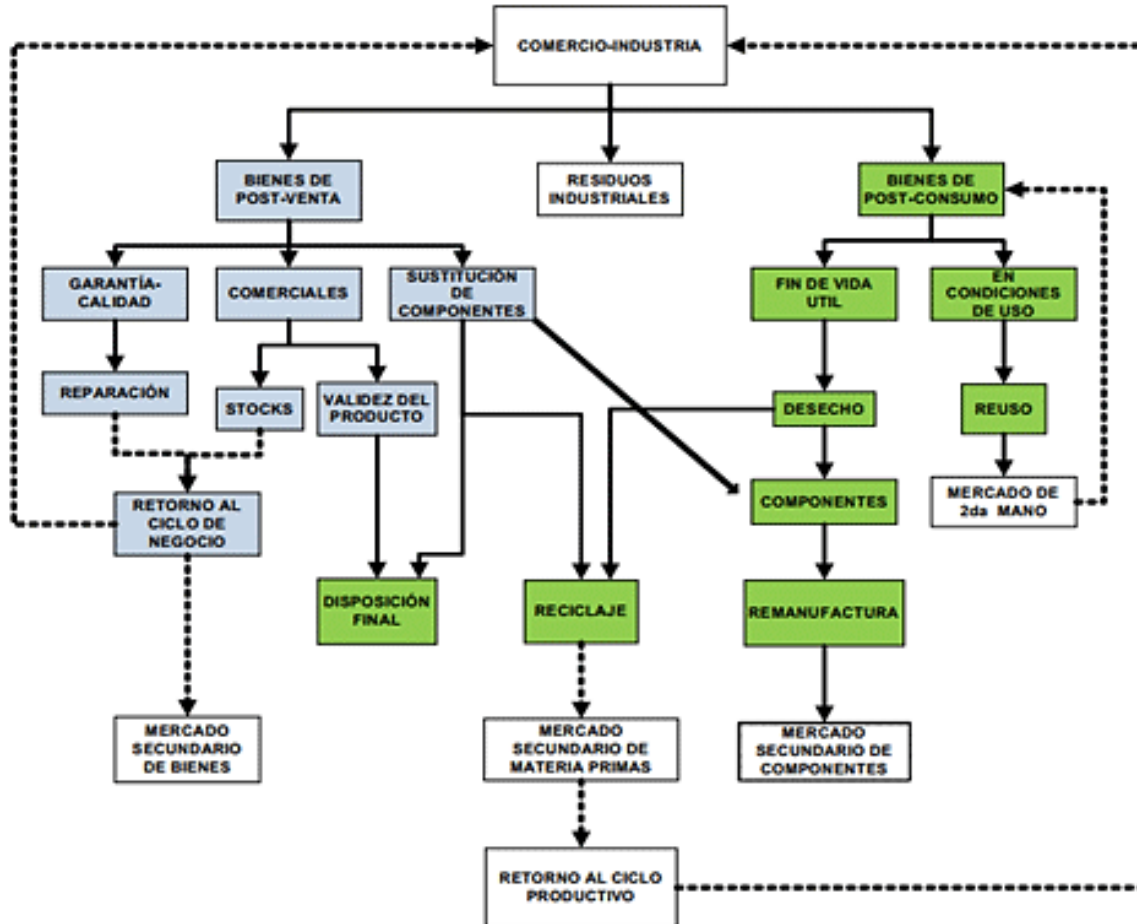 COMERCIO-INDUSTRIA
BIENES DE
POST-VENTA
RESIDUOS
INDUSTRIALES
BIENES DE
POST-CONSUMO
GARANTÍA-
CALIDAD
COMERCIALES
SUSTITUCIÓN
DE
COMPONENTES
FIN DE VIDA
UTIL
EN
CONDICIONES
DE USO
REPARACIÓN
STOCKS
VALIDEZ DEL
PRODUCTO
DESECHO
REUSO
RETORNO AL
CICLO DE
NEGOCIO
COMPONENTES
MERCADO DE
2da MANO
DISPOSICIÓN
FINAL
RECICLAJE
REMANUFACTURA
MERCADO
SECUNDARIO
DE BIENES
MERCADO
SECUNDARIO DE
MATERIA PRIMAS
MERCADO
SECUNDARIO DE
COMPONENTES
RETORNO AL CICLO
PRODUCTIVO